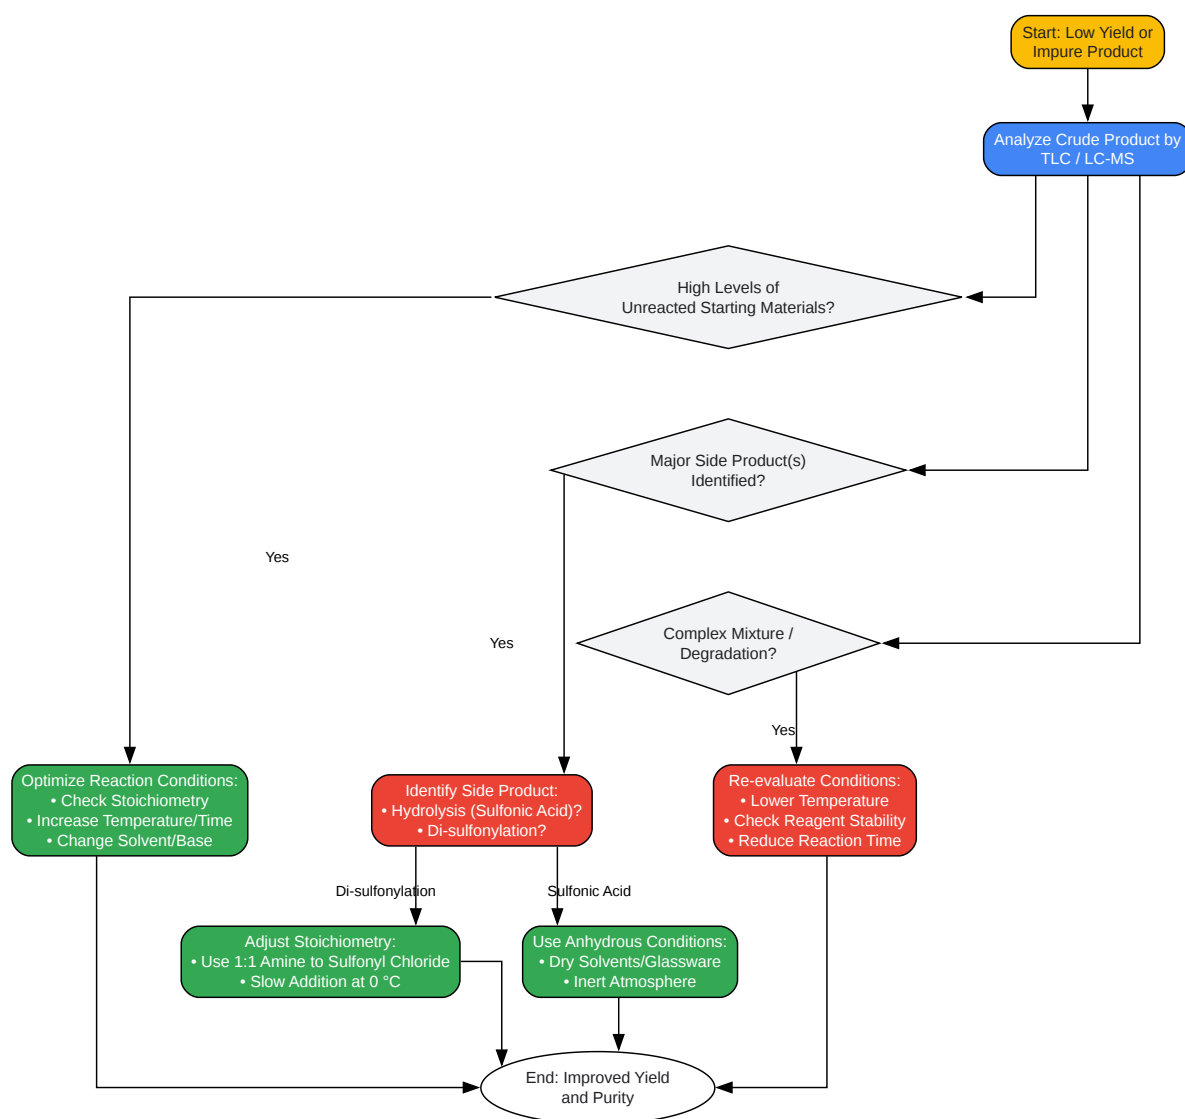 Start: Low Yield or
Impure Product
Analyze Crude Product by
TLC / LC-MS
High Levels of
Unreacted Starting Materials?
Major Side Product(s)
Identified?
Yes
Yes
Complex Mixture /
Degradation?
Yes
Optimize Reaction Conditions:
• Check Stoichiometry
• Increase Temperature/Time
• Change Solvent/Base
Identify Side Product:
• Hydrolysis (Sulfonic Acid)?
• Di-sulfonylation?
Re-evaluate Conditions:
• Lower Temperature
• Check Reagent Stability
• Reduce Reaction Time
Di-sulfonylation
Sulfonic Acid
Adjust Stoichiometry:
• Use 1:1 Amine to Sulfonyl Chloride
• Slow Addition at 0 °C
Use Anhydrous Conditions:
• Dry Solvents/Glassware
• Inert Atmosphere
End: Improved Yield
and Purity